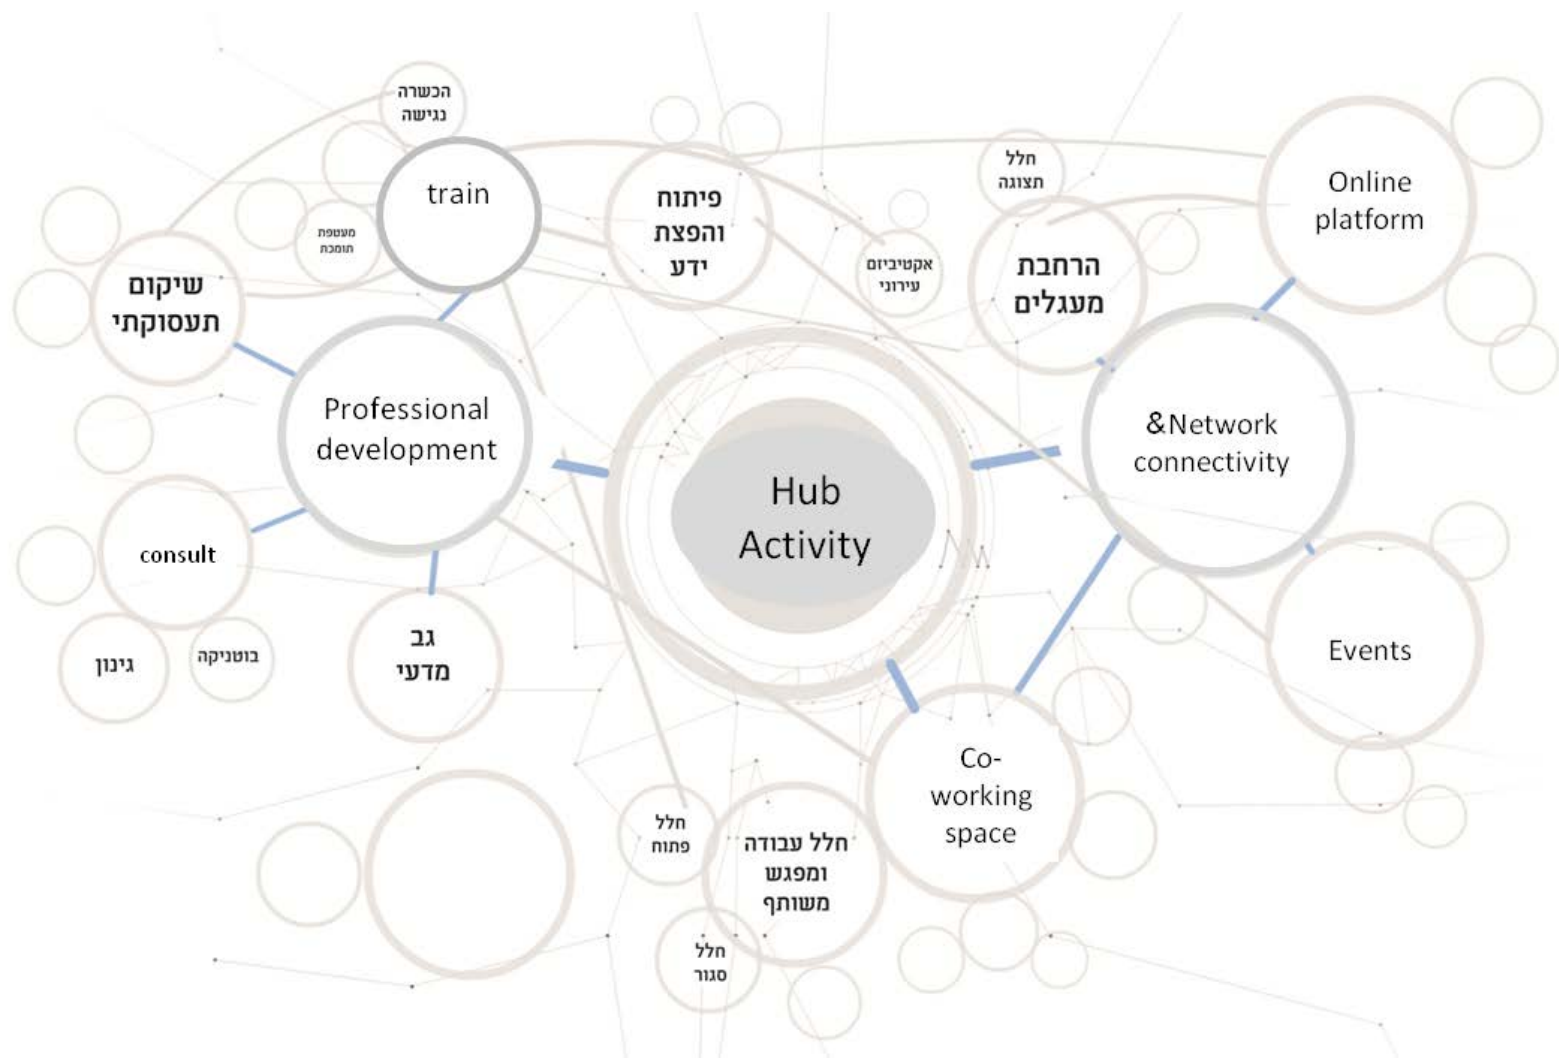 הכשרה
נגישה
train
מעטפת
תומכת
שיקום
תעסוקתי
פיתוח
והפצת
ידע
אקטיביזם
עירוני
חלל
תצוגה
הרחבת
מעגלים
Online
platform
Professional
development
&Network
connectivity
Hub
Activity
consult
גינון
בוטניקה
גב
מדעי
Events
Co-
working
space
חלל
פתוח
חלל עבודה
ומפגש
משותף
חלל
סגור